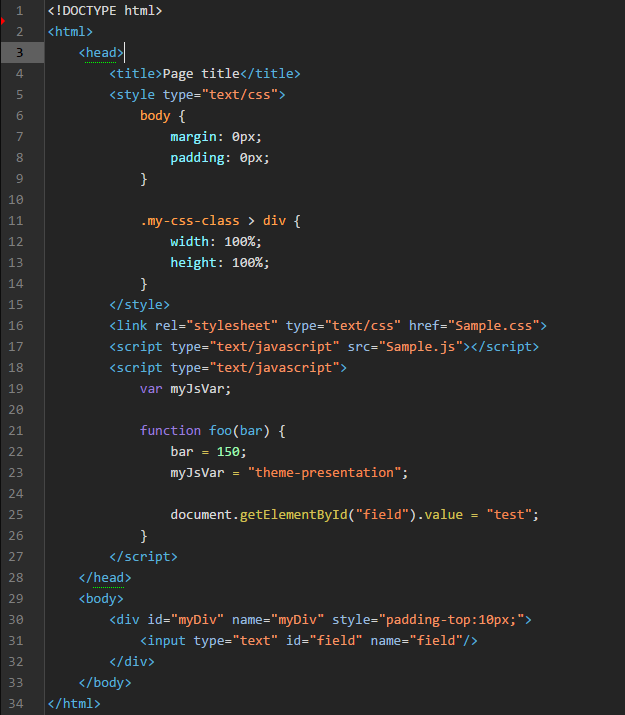 1 <!DOCTYPE html>
2 <html>
3     <head>
4         <title>Page title</title>
5         <style type="text/css">
6             body {
7                 margin: 0px;
8                 padding: 0px;
9             }
10
11             .my-css-class > div {
12                 width: 100%;
13                 height: 100%;
14             }
15         </style>
16         <link rel="stylesheet" type="text/css" href="Sample.css">
17         <script type="text/javascript" src="Sample.js"></script>
18         <script type="text/javascript">
19             var myJsVar;
20
21             function foo(bar) {
22                 bar = 150;
23                 myJsVar = "theme-presentation";
24
25                 document.getElementById("field").value = "test";
26             }
27         </script>
28     </head>
29     <body>
30         <div id="myDiv" name="myDiv" style="padding-top:10px;">
31             <input type="text" id="field" name="field"/>
32         </div>
33     </body>
34 </html>